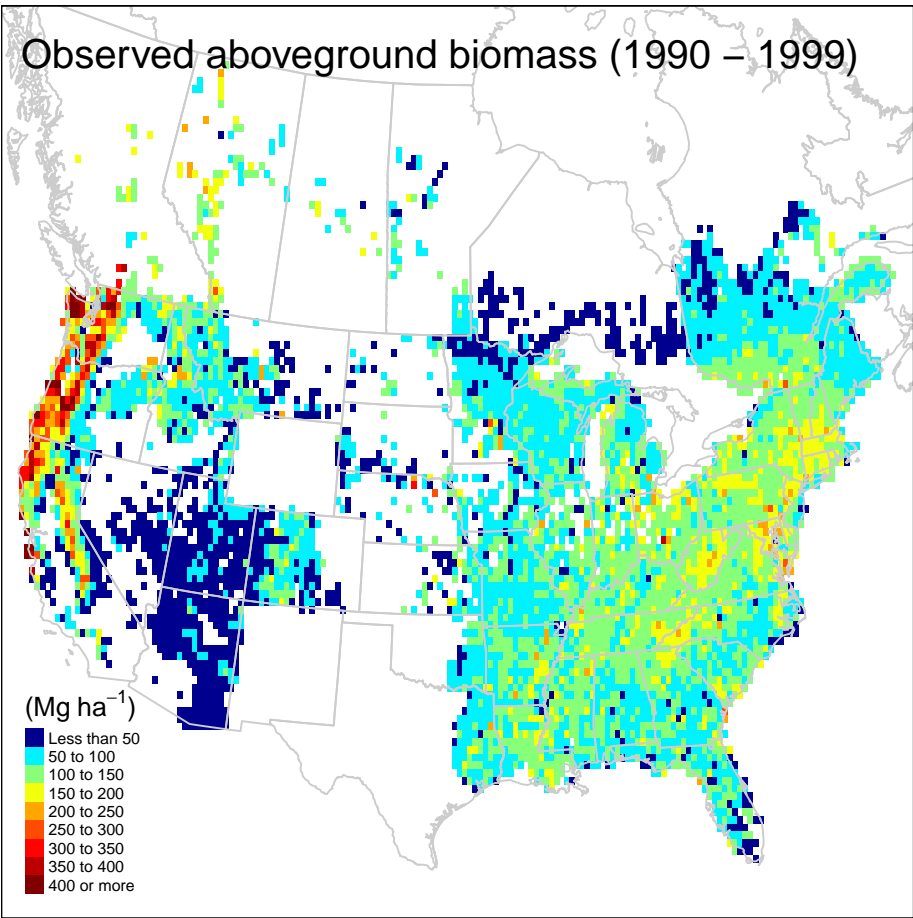 Observed aboveground biomass (1990 – 1999)
(Mg ha⁻¹)
Less than 50
50 to 100
100 to 150
150 to 200
200 to 250
250 to 300
300 to 350
350 to 400
400 or more